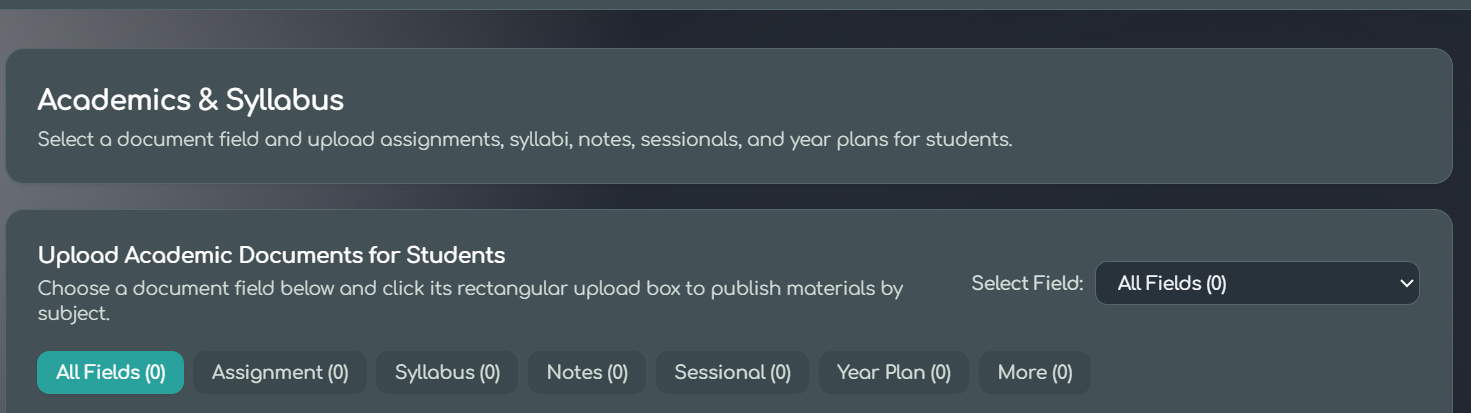 Academics & Syllabus
Select a document field and upload assignments, syllabi, notes, sessionals, and year plans for students.
Upload Academic Documents for Students
Choose a document field below and click its rectangular upload box to publish materials by
subject.
Select Field:
All Fields (0)
All Fields (0)
Assignment (0)
Syllabus (0)
Notes (0)
Sessional (0)
Year Plan (0)
More (0)